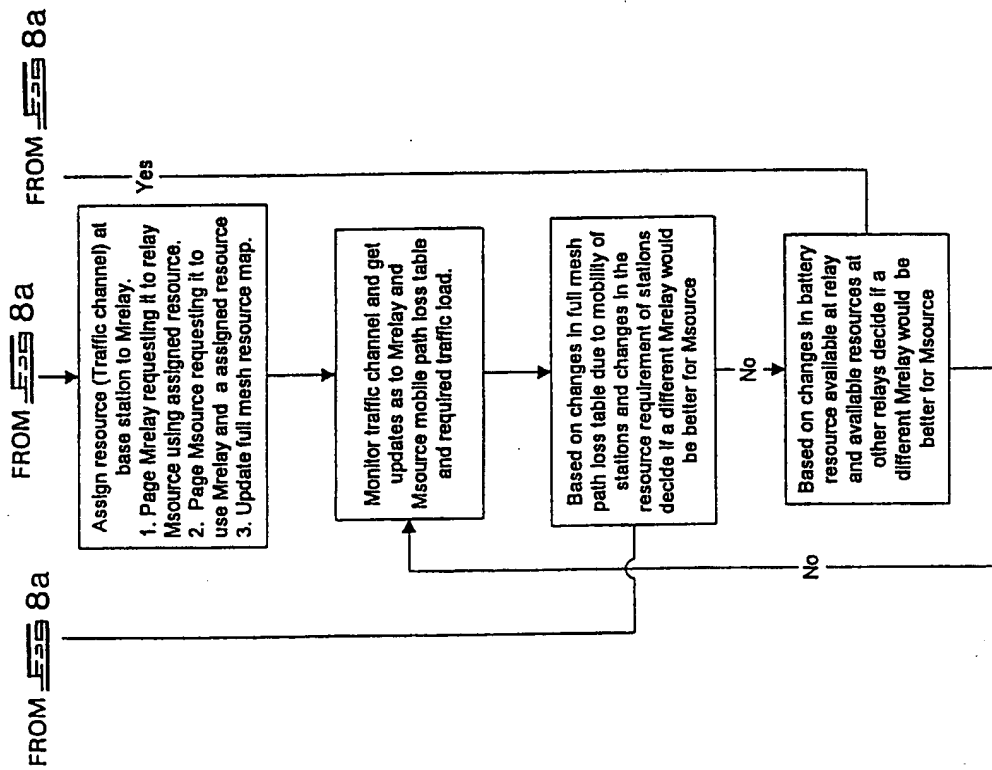 FROM FIG 8a
FROM FIG 8a
FROM FIG 8a
Assign resource (Traffic channel) at
base station to Mrelay.
1. Page Mrelay requesting it to relay
Msource using assigned resource.
2. Page Msource requesting it to
use Mrelay and a assigned resource
3. Update full mesh resource map.
Yes
Monitor traffic channel and get
updates as to Mrelay and
Msource mobile path loss table
and required traffic load.
Based on changes in full mesh
path loss table due to mobility of
stations and changes in the
resource requirement of stations
decide if a different Mrelay would
be better for Msource
No
Based on changes in battery
resource available at relay
and available resources at
other relays decide if a
different Mrelay would be
better for Msource
No